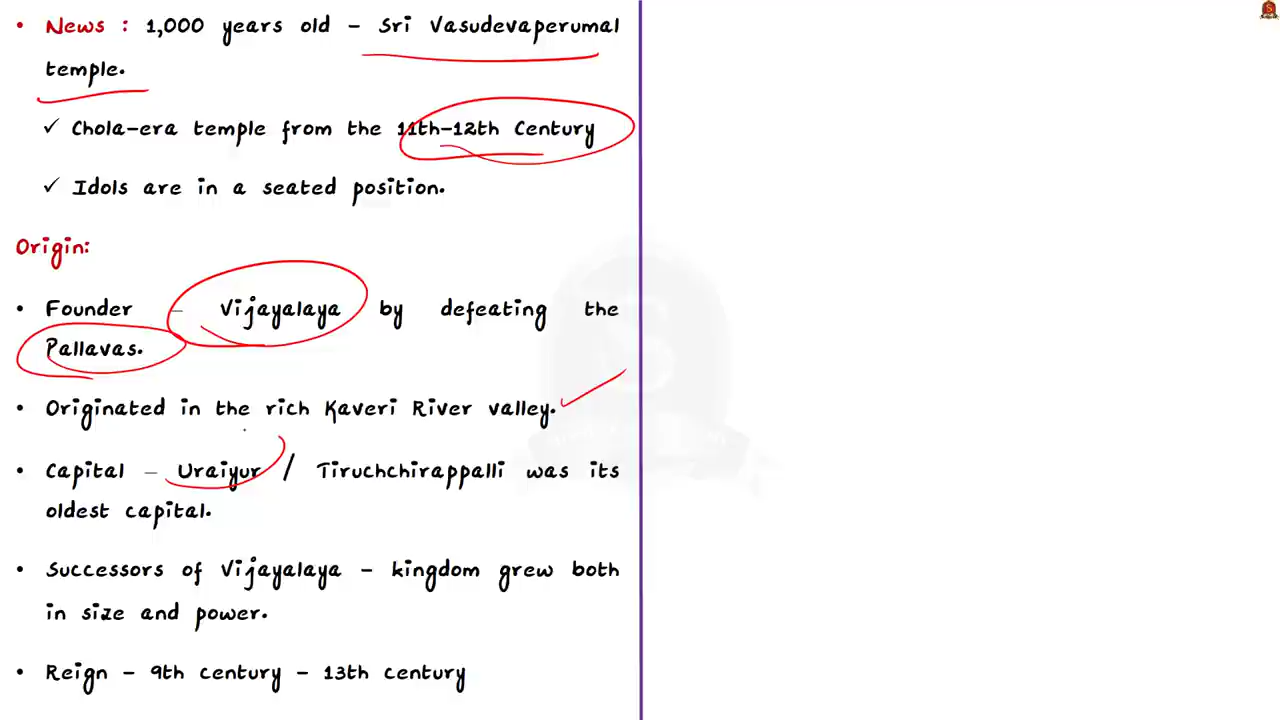 • News : 1,000 years old – Sri Vasudevaperumal
temple.
✓ Chola-era temple from the 11th-12th Century
✓ Idols are in a seated position.
Origin:
• Founder – Vijayalaya by defeating the
Pallavas.
• Originated in the rich Kaveri River valley.
• Capital – Uraiyur / Tiruchchirappalli was its
oldest capital.
• Successors of Vijayalaya – kingdom grew both
in size and power.
• Reign – 9th century – 13th century